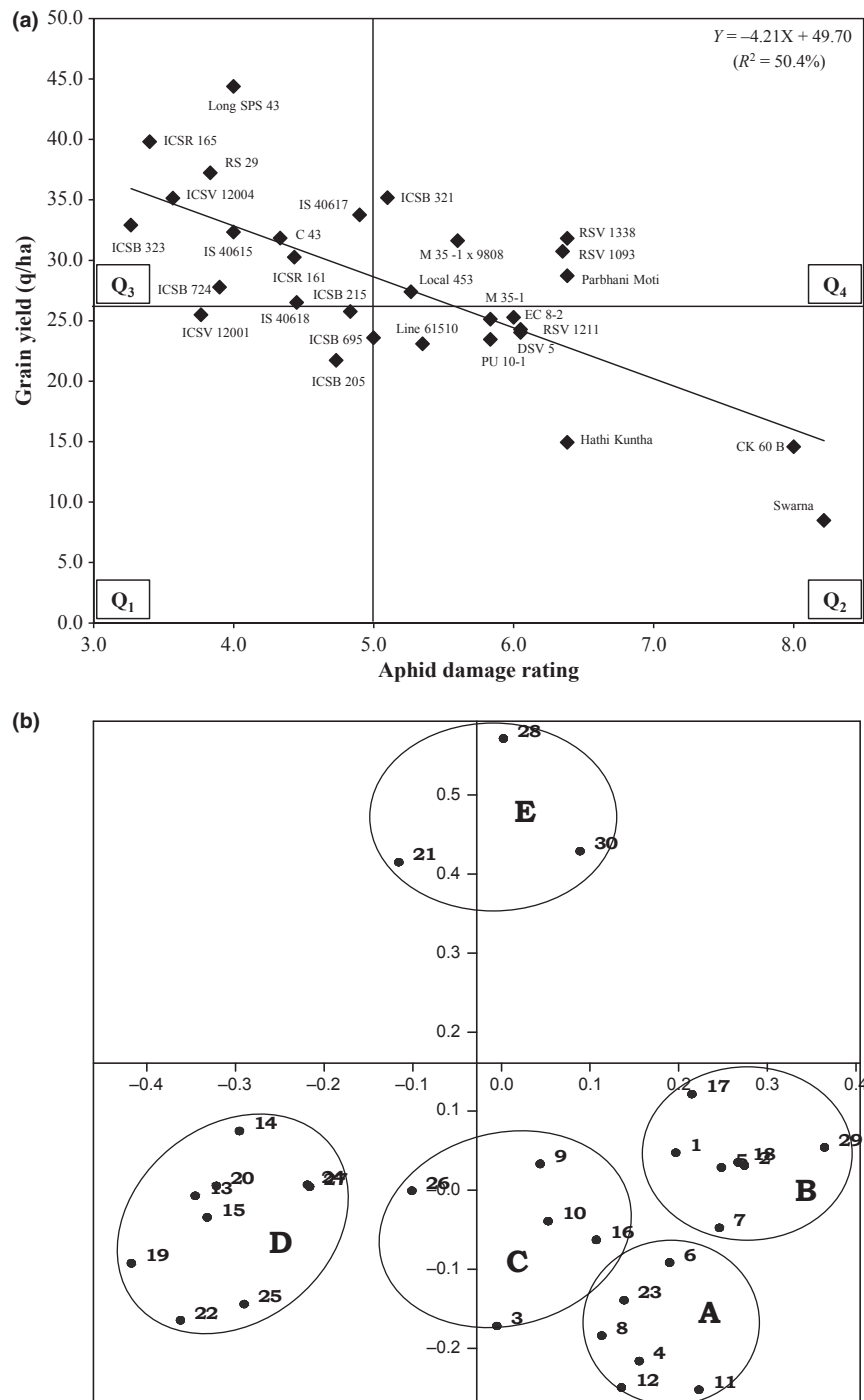 (a)
50.0
Y = –4.21X + 49.70
(R² = 50.4%)
45.0
Long SPS 43
40.0
ICSR 165
RS 29
35.0
ICSV 12004
IS 40617
ICSB 321
ICSB 323
IS 40615
C 43
M 35 -1 x 9808
RSV 1338
RSV 1093
30.0
ICSR 161
Local 453
Parbhani Moti
Q₃
Q₄
ICSB 724
ICSB 215
M 35-1
25.0
ICSV 12001
IS 40618
EC 8-2
RSV 1211
ICSB 695
Line 61510
DSV 5
PU 10-1
ICSB 205
20.0
15.0
Hathi Kuntha
CK 60 B
10.0
Swarna
5.0
Q₁
Q₂
0.0
Grain yield (q/ha)
3.0 4.0 5.0 6.0 7.0 8.0
Aphid damage rating
(b)
28
0.5
E
21
30
0.4
0.3
0.2
–0.4 –0.3 –0.2 –0.1 0.0 0.1 0.2 0.3 0.4
17
0.1
14
1
29
9
5
18
2
20
24
27
13
26
B
–0.0
15
10
7
D
16
19
C
6
–0.1
23
25
22
3
A
8
–0.2
4
12
11